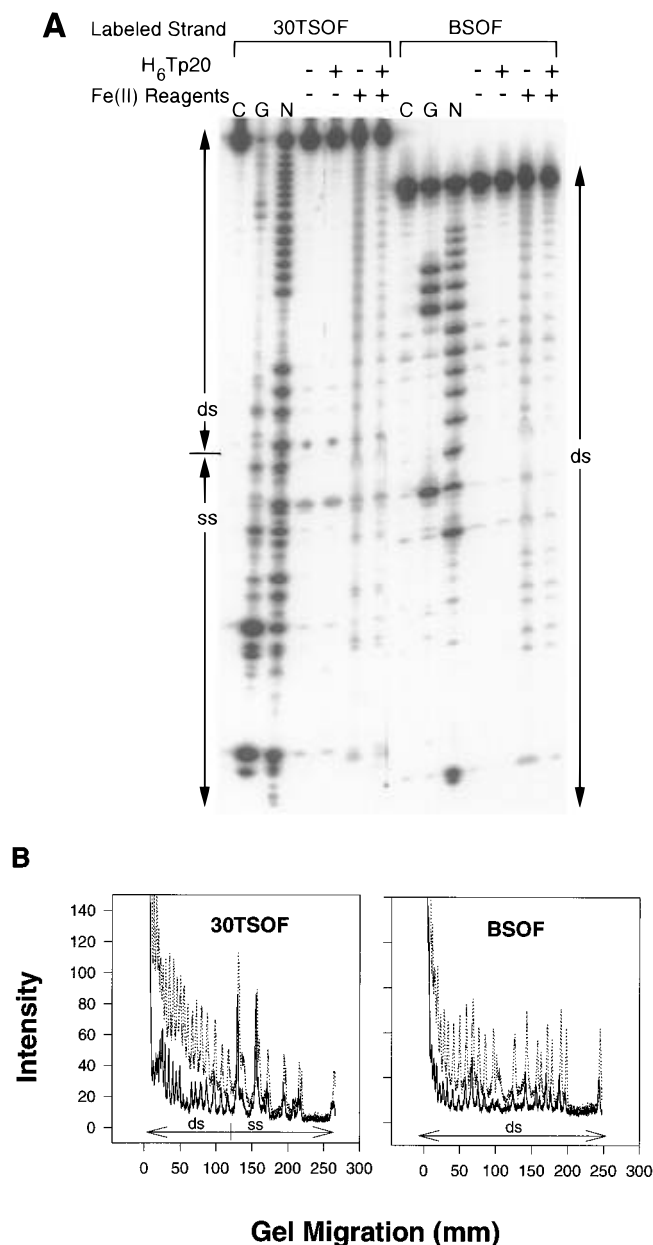 A
Labeled Strand 30TSOF BSOF
H6Tp20 - + - + - + - +
Fe(II) Reagents - - + + - - + +
C G N C G N
ds
ss
ds
B
30TSOF
BSOF
Intensity
140
120
100
80
60
40
20
0
ds ss
ds
0 50 100 150 200 250 300
0 50 100 150 200 250 300
Gel Migration (mm)